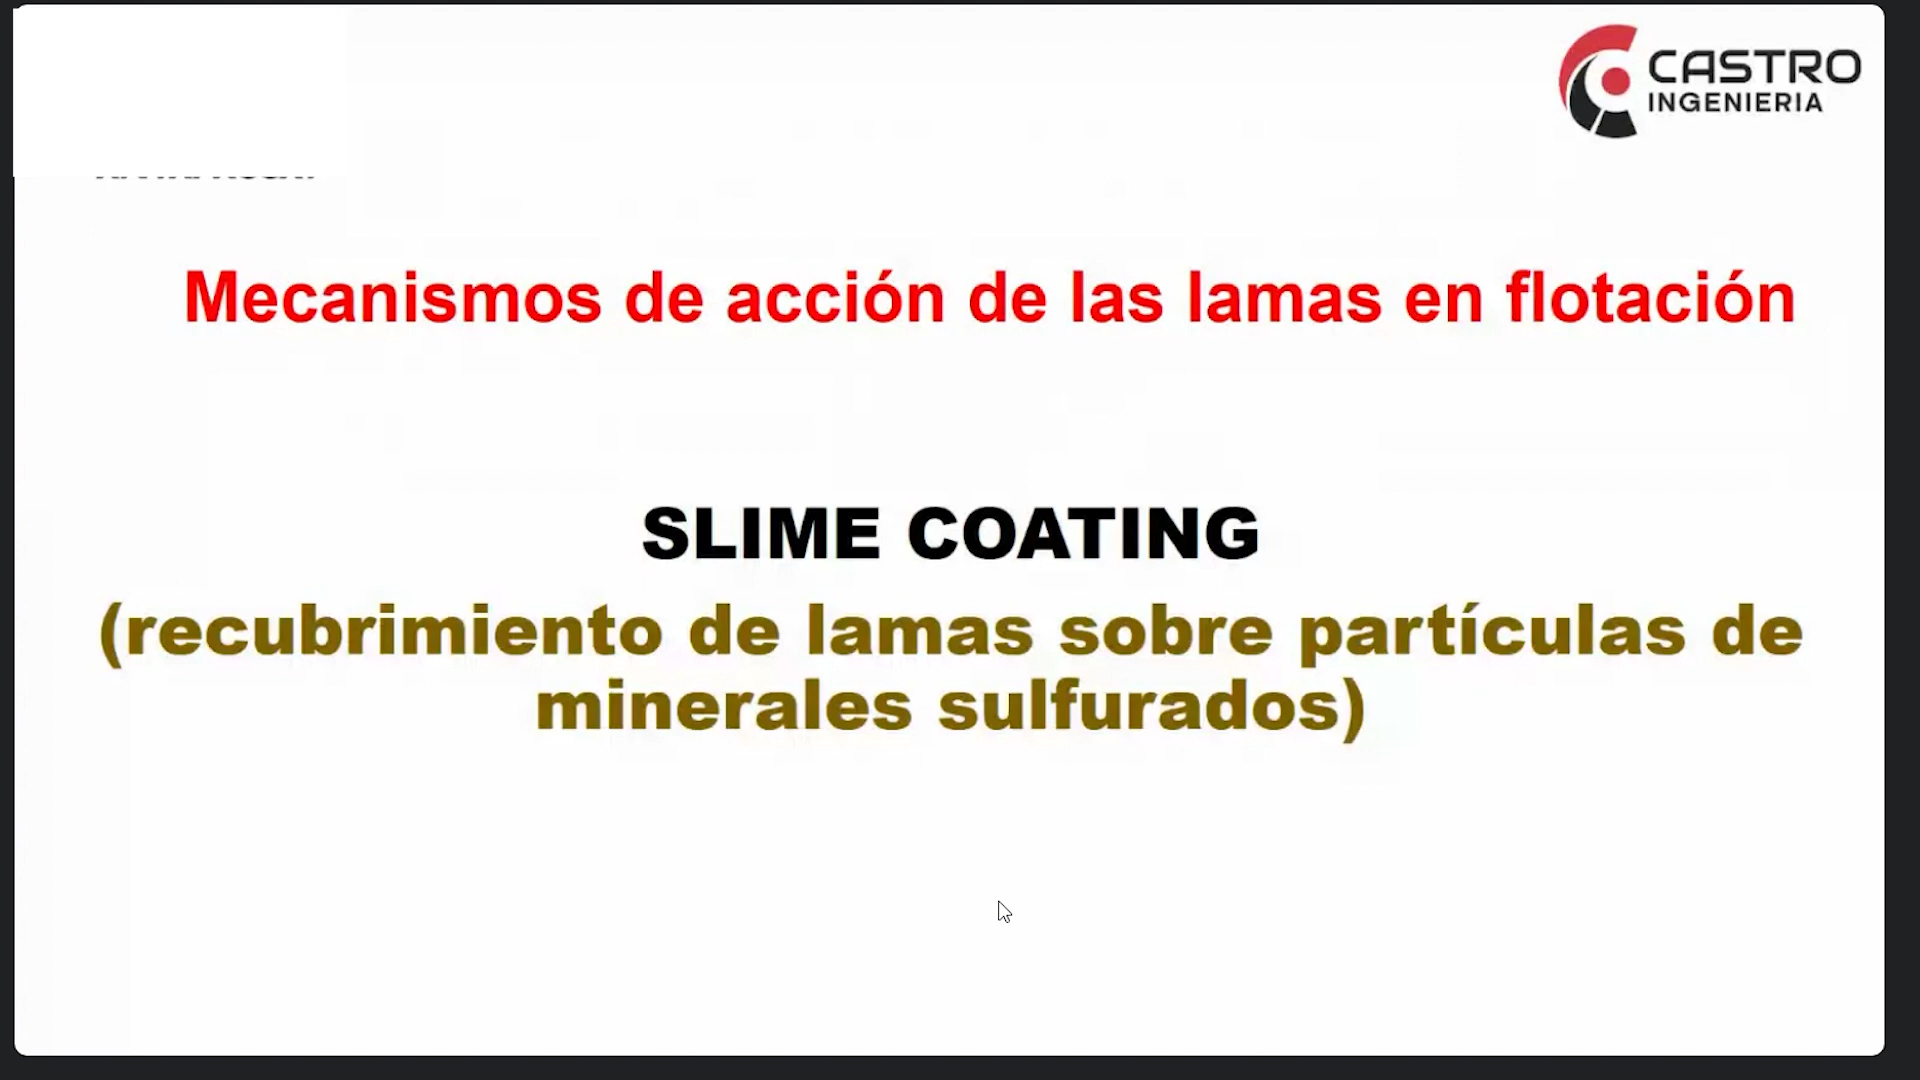 CASTRO
INGENIERIA
Mecanismos de acción de las lamas en flotación
SLIME COATING
(recubrimiento de lamas sobre partículas de
minerales sulfurados)